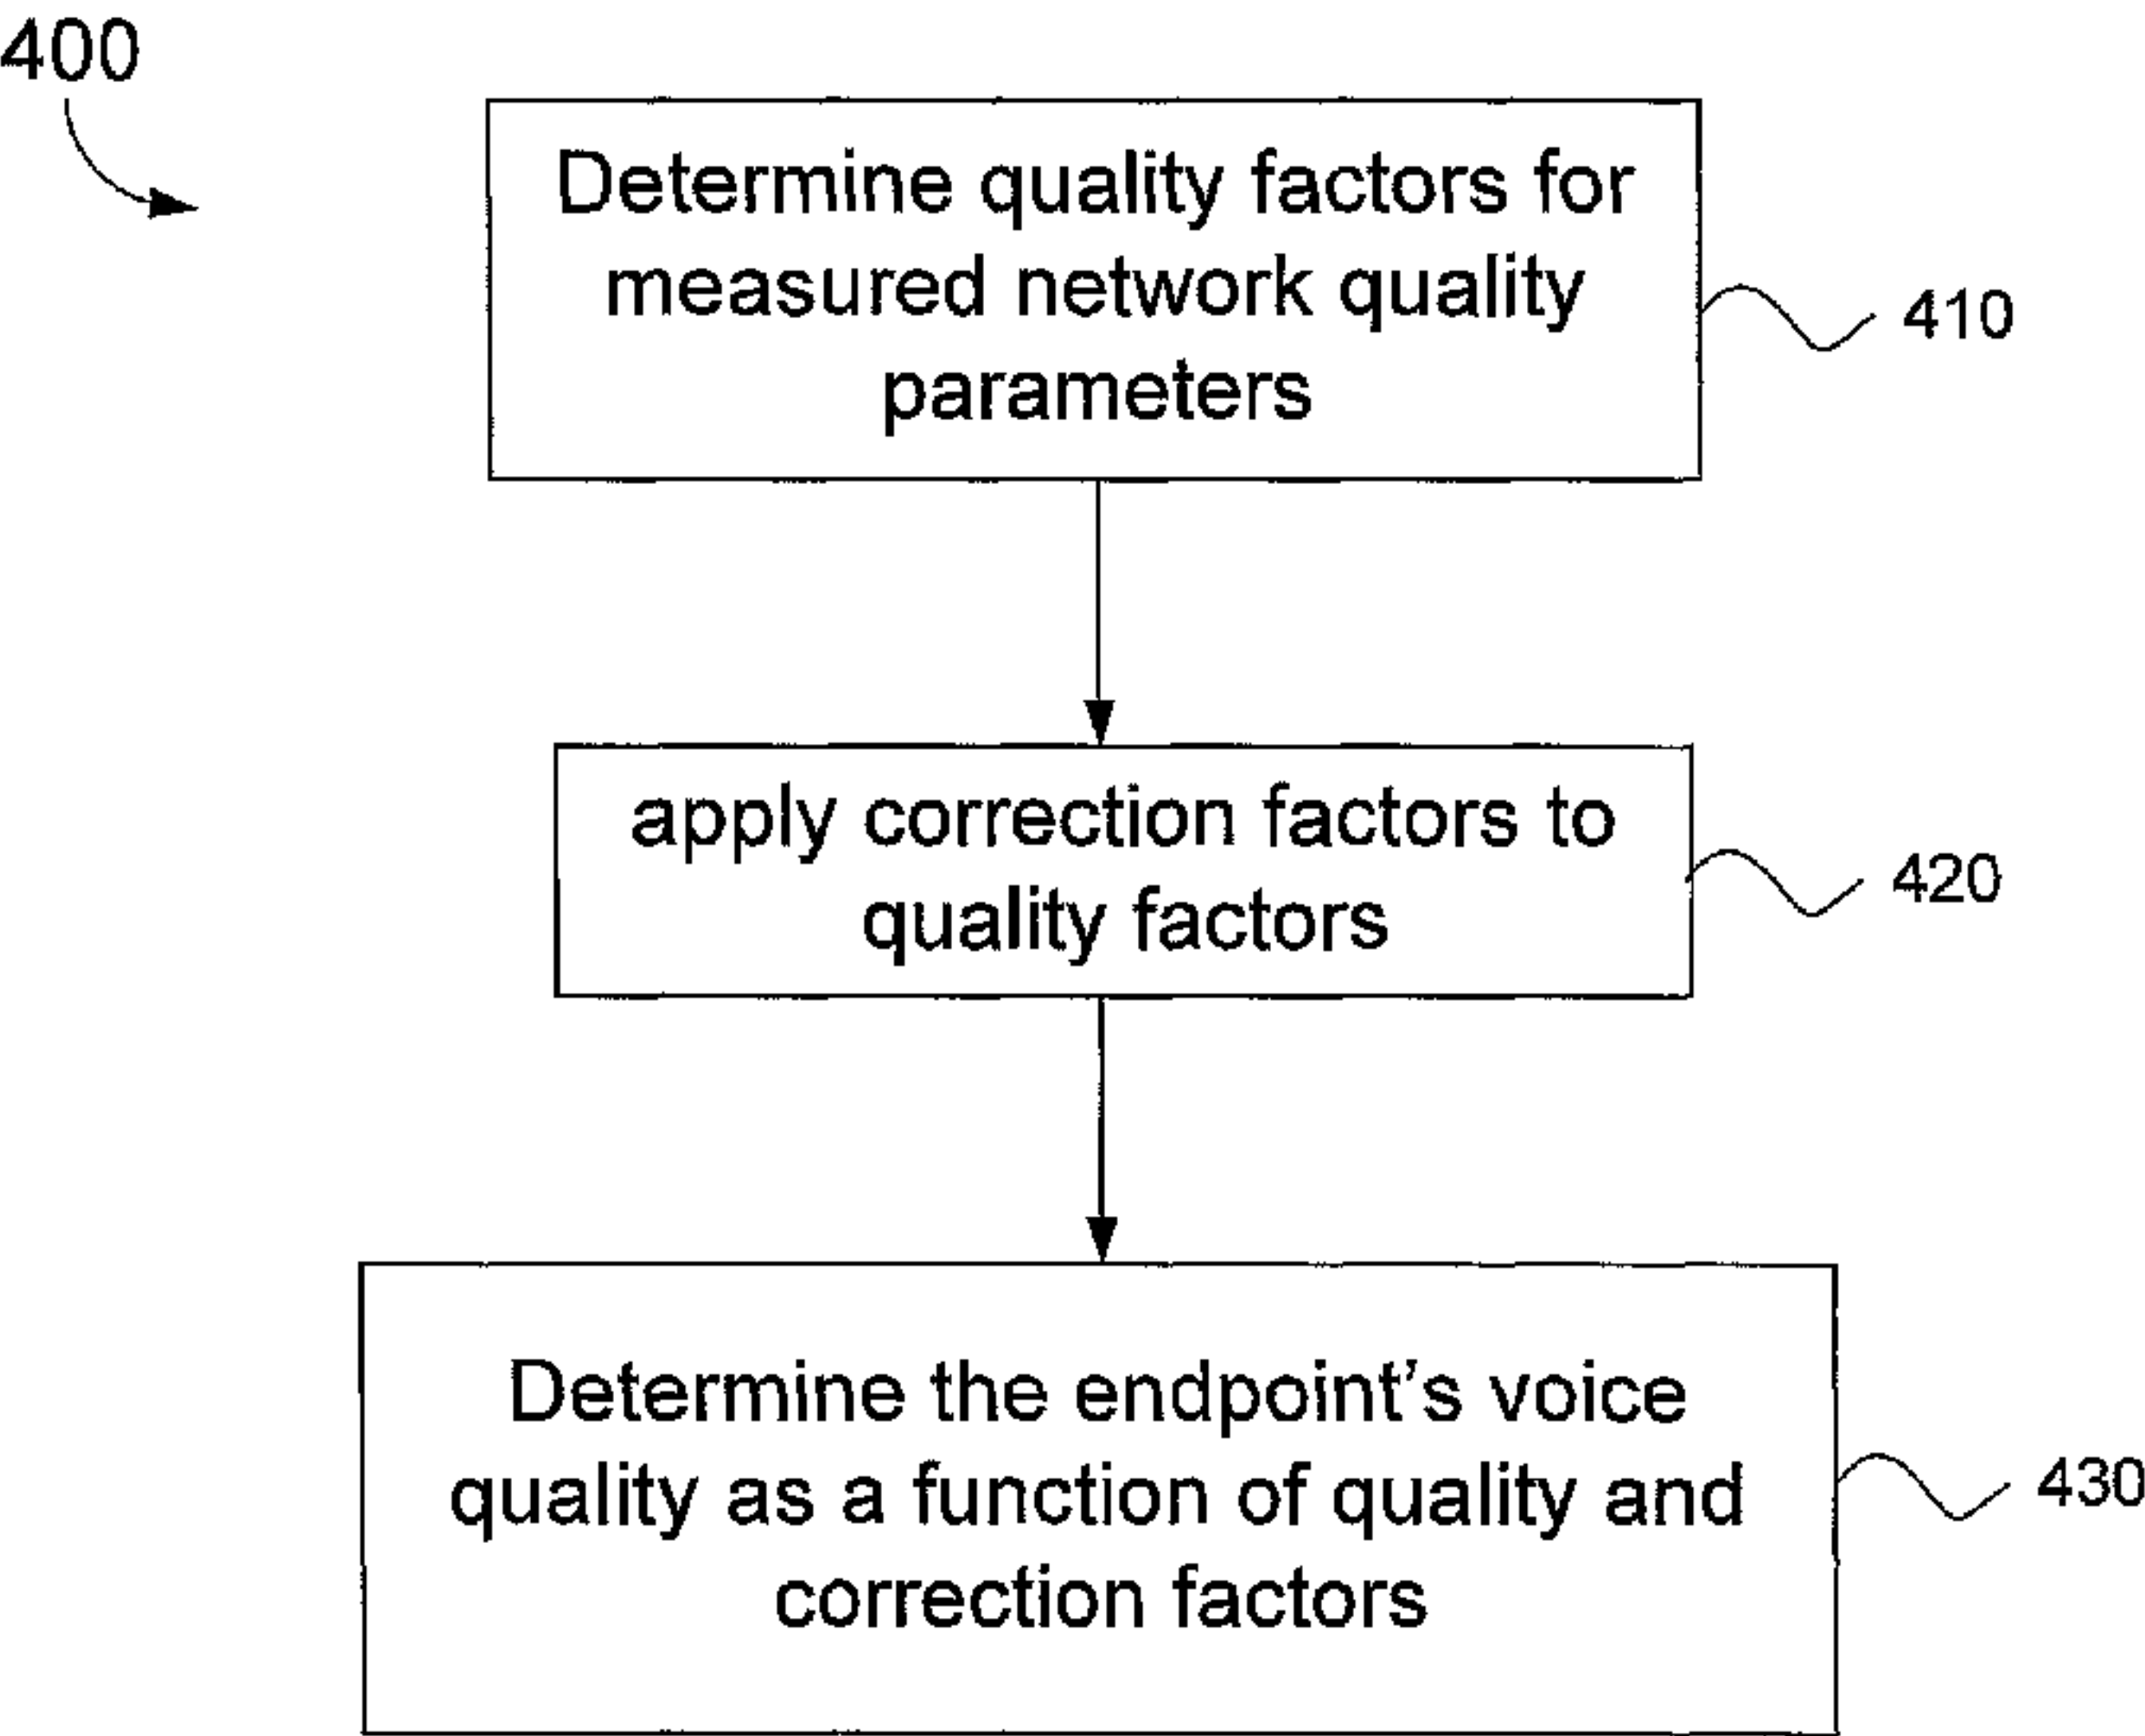 400
Determine quality factors for
measured network quality
parameters
410
apply correction factors to
quality factors
420
Determine the endpoint's voice
quality as a function of quality and
correction factors
430